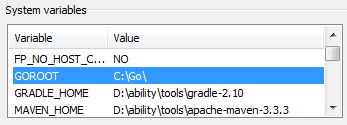 System variables
Variable Value
FP_NO_HOST_C... NO
GOROOT C:\Go\
GRADLE_HOME D:\ability\tools\gradle-2.10
MAVEN_HOME D:\ability\tools\apache-maven-3.3.3